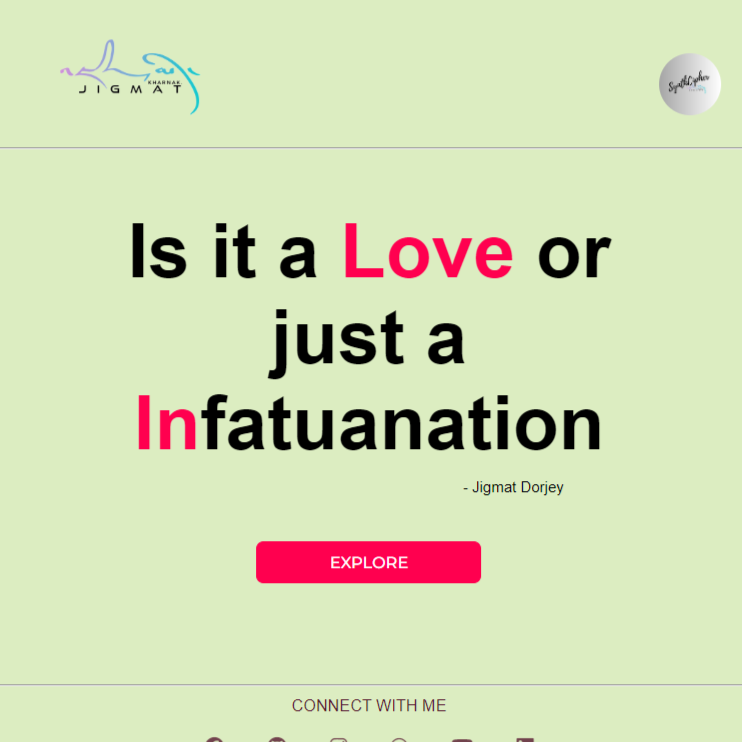 KHARNAK
JIGMAT
SynthCypher
Is it a Love or
just a
Infatuanation
- Jigmat Dorjey
EXPLORE
CONNECT WITH ME